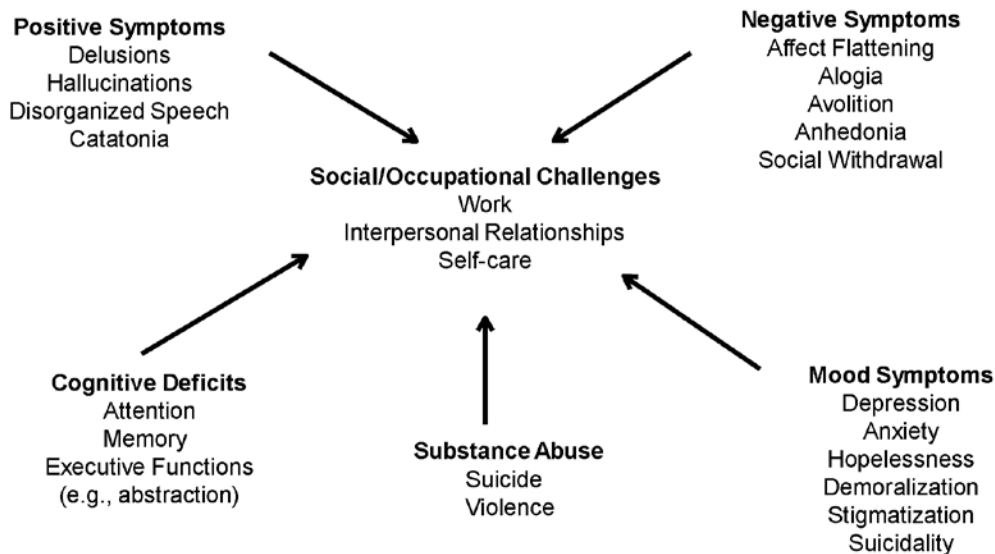 Positive Symptoms
Delusions
Hallucinations
Disorganized Speech
Catatonia
Negative Symptoms
Affect Flattening
Alogia
Avolition
Anhedonia
Social Withdrawal
Social/Occupational Challenges
Work
Interpersonal Relationships
Self-care
Cognitive Deficits
Attention
Memory
Executive Functions
(e.g., abstraction)
Substance Abuse
Suicide
Violence
Mood Symptoms
Depression
Anxiety
Hopelessness
Demoralization
Stigmatization
Suicidality